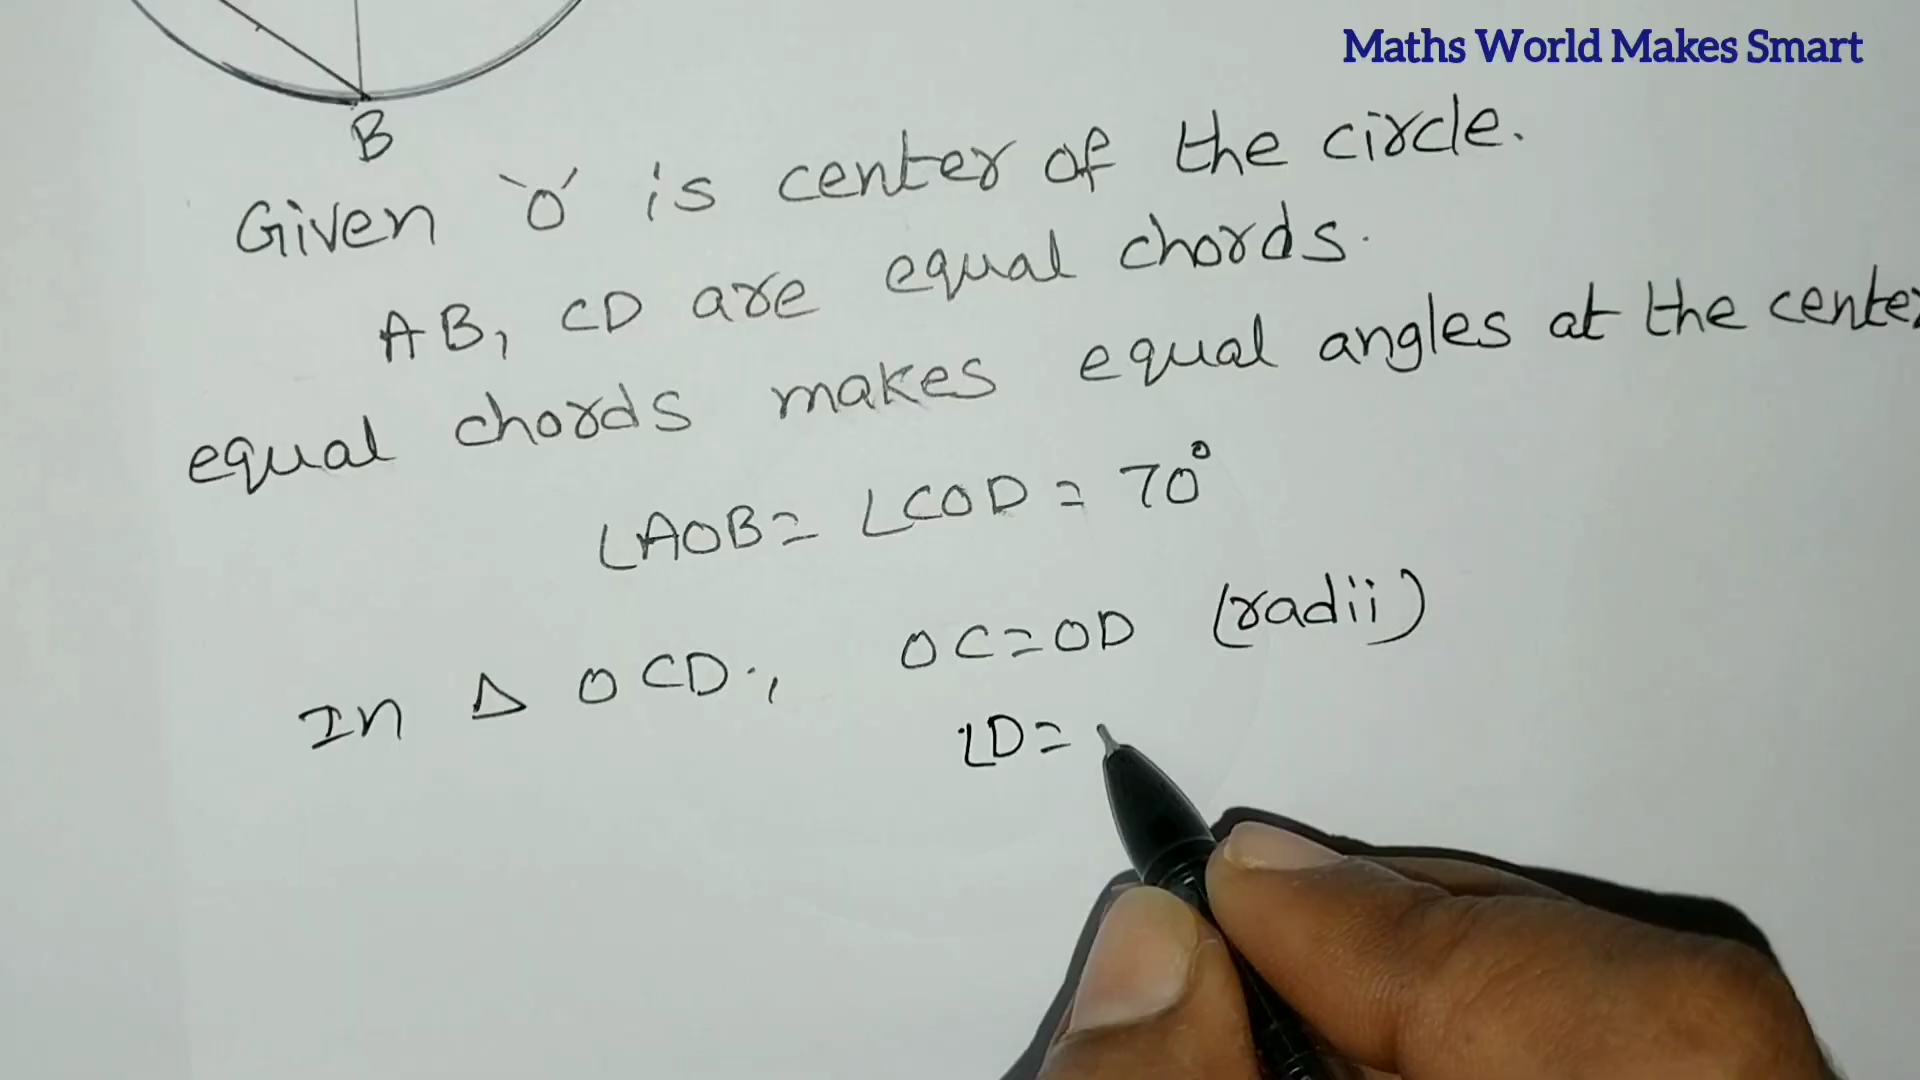 Maths World Makes Smart
B
Given 'O' is center of the circle.
AB, CD are equal chords.
equal chords makes equal angles at the center
∠AOB = ∠COD = 70°
In △ OCD, OC = OD (radii)
∠D =